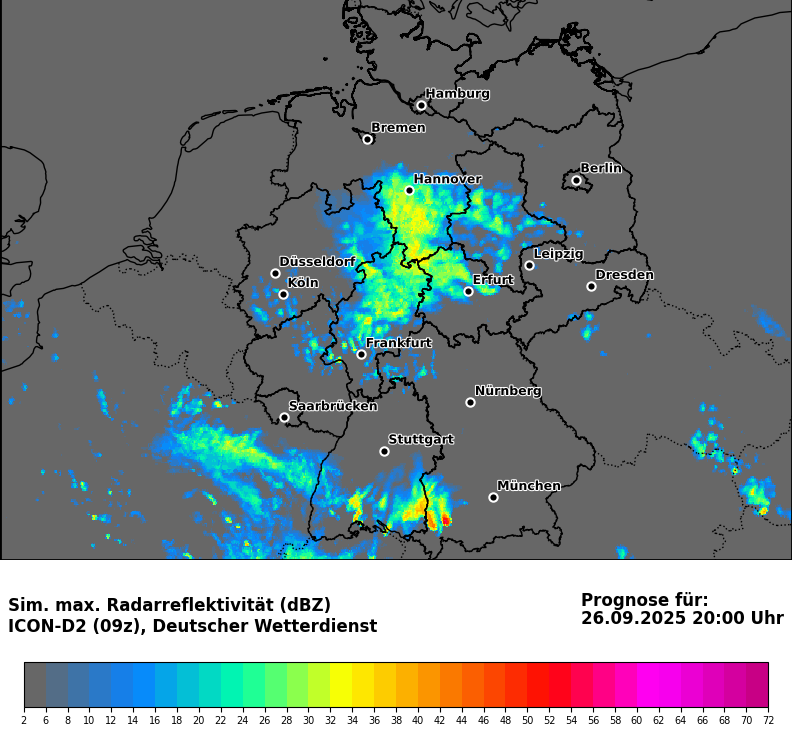 Hamburg
Bremen
Hannover
Berlin
Düsseldorf
Köln
Leipzig
Erfurt
Dresden
Frankfurt
Nürnberg
Saarbrücken
Stuttgart
München
Sim. max. Radarreflektivität (dBZ)
ICON-D2 (09z), Deutscher Wetterdienst
Prognose für:
26.09.2025 20:00 Uhr
2 6 8 10 12 14 16 18 20 22 24 26 28 30 32 34 36 38 40 42 44 46 48 50 52 54 56 58 60 62 64 66 68 70 72